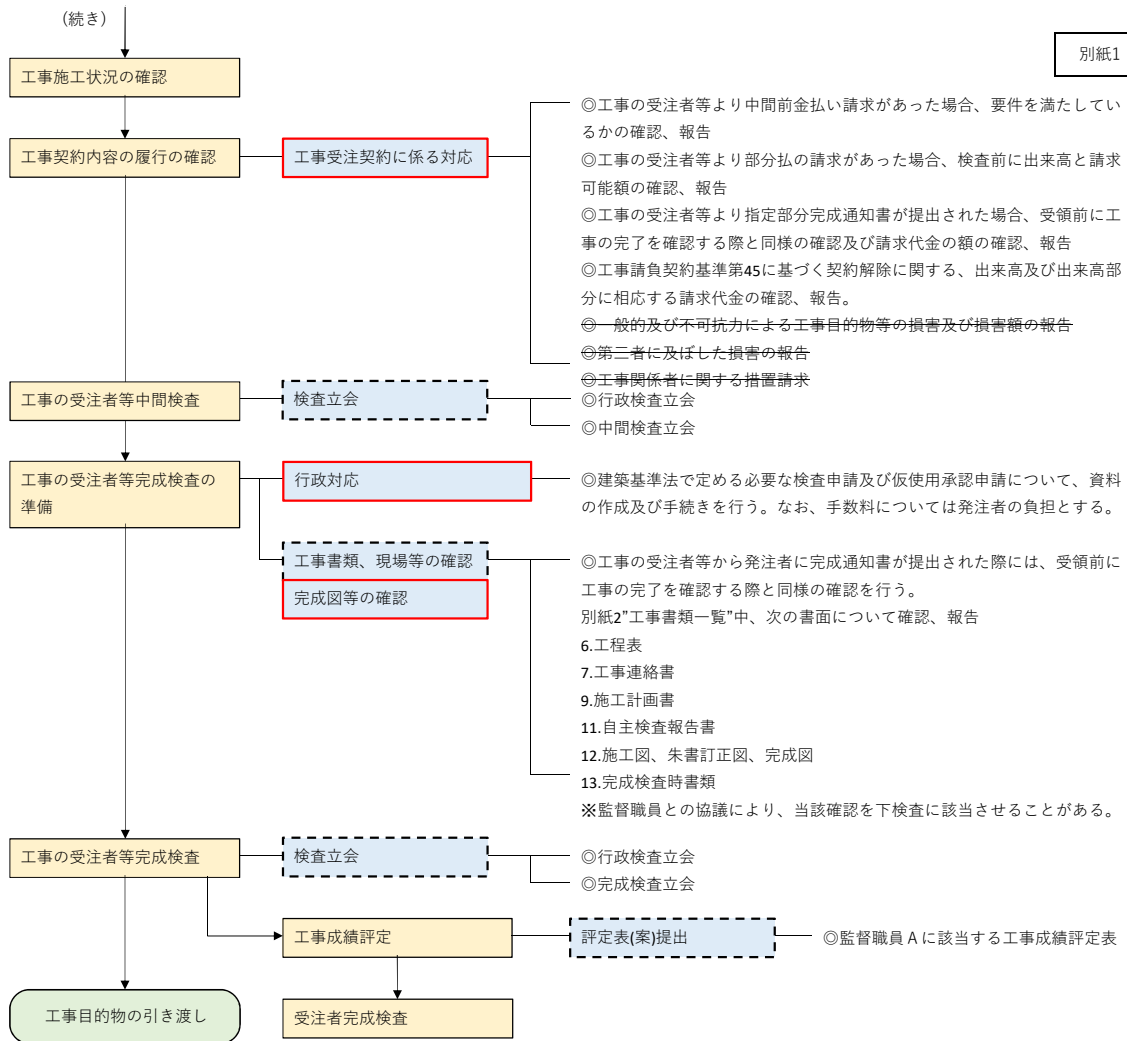 (続き)
別紙1
工事施工状況の確認
工事契約内容の履行の確認
工事受注契約に係る対応
◎工事の受注者等より中間前金払い請求があった場合、要件を満たしてい
るかの確認、報告
◎工事の受注者等より部分払の請求があった場合、検査前に出来高と請求
可能額の確認、報告
◎工事の受注者等より指定部分完成通知書が提出された場合、受領前に工
事の完了を確認する際と同様の確認及び請求代金の額の確認、報告
◎工事請負契約基準第45に基づく契約解除に関する、出来高及び出来高部
分に相応する請求代金の確認、報告。
◎一般的及び不可抗力による工事目的物等の損害及び損害額の報告
◎第三者に及ぼした損害の報告
◎工事関係者に関する措置請求
工事の受注者等中間検査
検査立会
◎行政検査立会
◎中間検査立会
工事の受注者等完成検査の
準備
行政対応
◎建築基準法で定める必要な検査申請及び仮使用承認申請について、資料
の作成及び手続きを行う。なお、手数料については発注者の負担とする。
工事書類、現場等の確認
完成図等の確認
◎工事の受注者等から発注者に完成通知書が提出された際には、受領前に
工事の完了を確認する際と同様の確認を行う。
別紙2”工事書類一覧”中、次の書面について確認、報告
6.工程表
7.工事連絡書
9.施工計画書
11.自主検査報告書
12.施工図、朱書訂正図、完成図
13.完成検査時書類
※監督職員との協議により、当該確認を下検査に該当させることがある。
工事の受注者等完成検査
検査立会
◎行政検査立会
◎完成検査立会
工事成績評定
評定表(案)提出
◎監督職員Aに該当する工事成績評定表
工事目的物の引き渡し
受注者完成検査